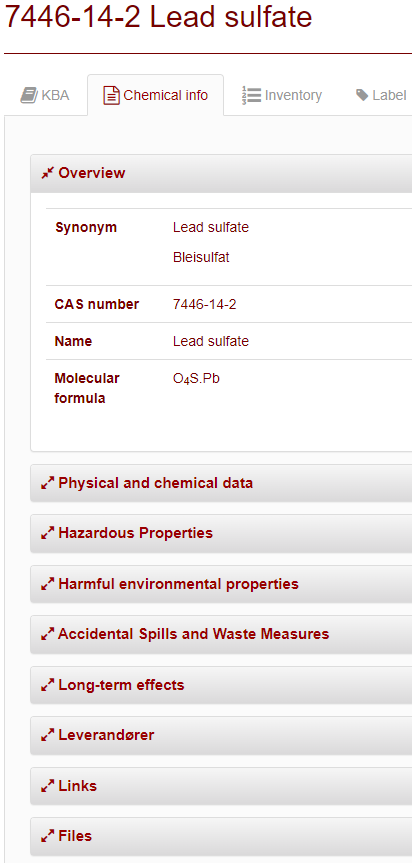 7446-14-2 Lead sulfate
KBA Chemical info Inventory Label
Overview
Synonym Lead sulfate
Bleisulfat
CAS number 7446-14-2
Name Lead sulfate
Molecular formula O₄S.Pb
Physical and chemical data
Hazardous Properties
Harmful environmental properties
Accidental Spills and Waste Measures
Long-term effects
Leverandører
Links
Files